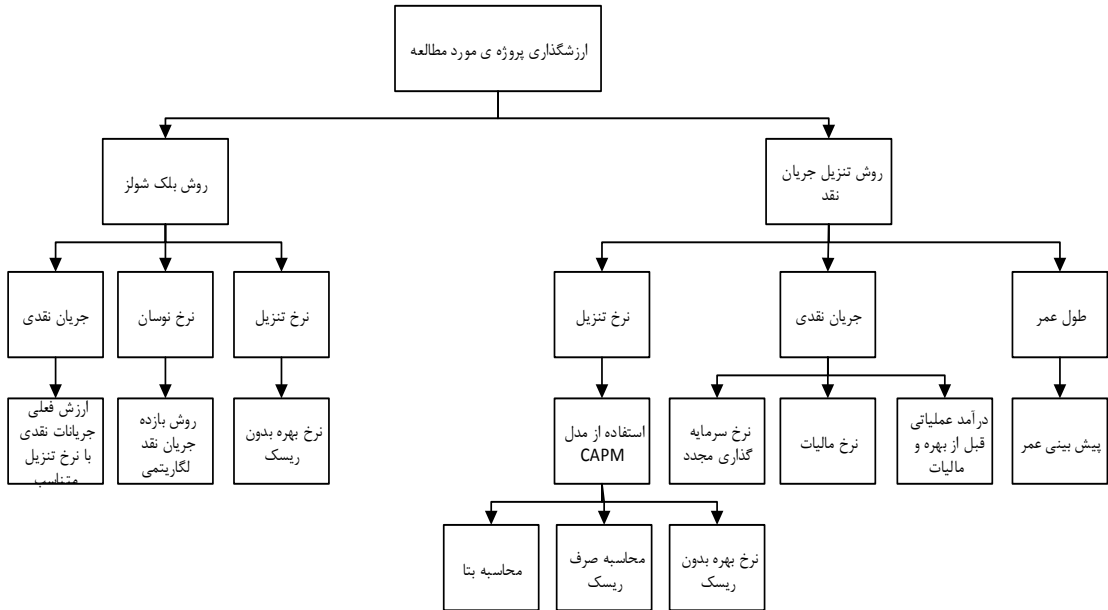 ارزشگذاری پروژه ی مورد مطالعه
روش تنزیل جریان
نقد
روش بلک شولز
طول عمر
جریان نقدی
نرخ تنزیل
نرخ تنزیل
نرخ نوسان
جریان نقدی
پیش بینی عمر
درآمد عملیاتی
قبل از بهره و
مالیات
نرخ مالیات
نرخ سرمایه
گذاری مجدد
استفاده از مدل
CAPM
نرخ بهره بدون
ریسک
روش بازده
جریان نقد
لگاریتمی
ارزش فعلی
جریانات نقدی
با نرخ تنزیل
متناسب
نرخ بهره بدون
ریسک
محاسبه صرف
ریسک
محاسبه بتا